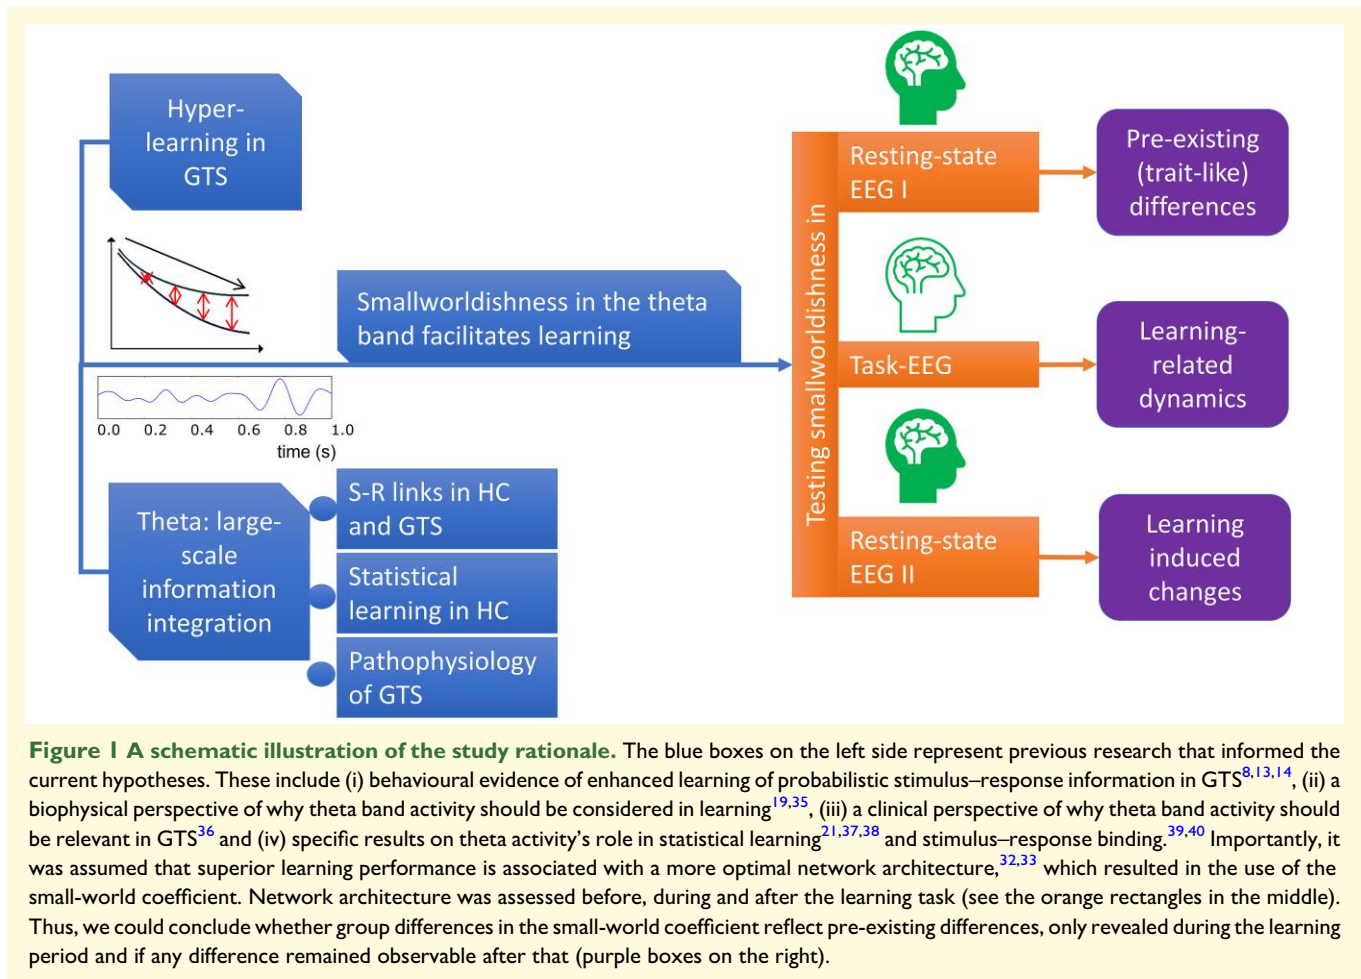 Hyper-
learning in
GTS
Smallworldishness in the theta
band facilitates learning
0.0 0.2 0.4 0.6 0.8 1.0
time (s)
Theta: large-
scale
information
integration
S-R links in HC
and GTS
Statistical
learning in HC
Pathophysiology
of GTS
Testing smallworldishness in
Resting-state
EEG I
Task-EEG
Resting-state
EEG II
Pre-existing
(trait-like)
differences
Learning-
related
dynamics
Learning
induced
changes
Figure 1 A schematic illustration of the study rationale. The blue boxes on the left side represent previous research that informed the
current hypotheses. These include (i) behavioural evidence of enhanced learning of probabilistic stimulus–response information in GTS8,13,14, (ii) a
biophysical perspective of why theta band activity should be considered in learning19,35, (iii) a clinical perspective of why theta band activity should
be relevant in GTS36 and (iv) specific results on theta activity's role in statistical learning21,37,38 and stimulus–response binding.39,40 Importantly, it
was assumed that superior learning performance is associated with a more optimal network architecture,32,33 which resulted in the use of the
small-world coefficient. Network architecture was assessed before, during and after the learning task (see the orange rectangles in the middle).
Thus, we could conclude whether group differences in the small-world coefficient reflect pre-existing differences, only revealed during the learning
period and if any difference remained observable after that (purple boxes on the right).